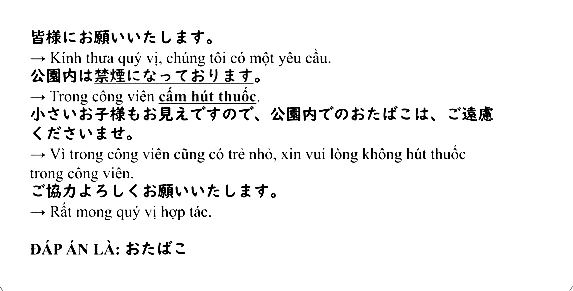 皆様にお願いいたします。
→ Kính thưa quý vị, chúng tôi có một yêu cầu.
公園内は禁煙になっております。
→ Trong công viên cấm hút thuốc.
小さいお子様もお見えですので、公園内でのおたばこは、ご遠慮
くださいませ。
→ Vì trong công viên cũng có trẻ nhỏ, xin vui lòng không hút thuốc
trong công viên.
ご協力よろしくお願いいたします。
→ Rất mong quý vị hợp tác.
ĐÁP ÁN LÀ: おたばこ